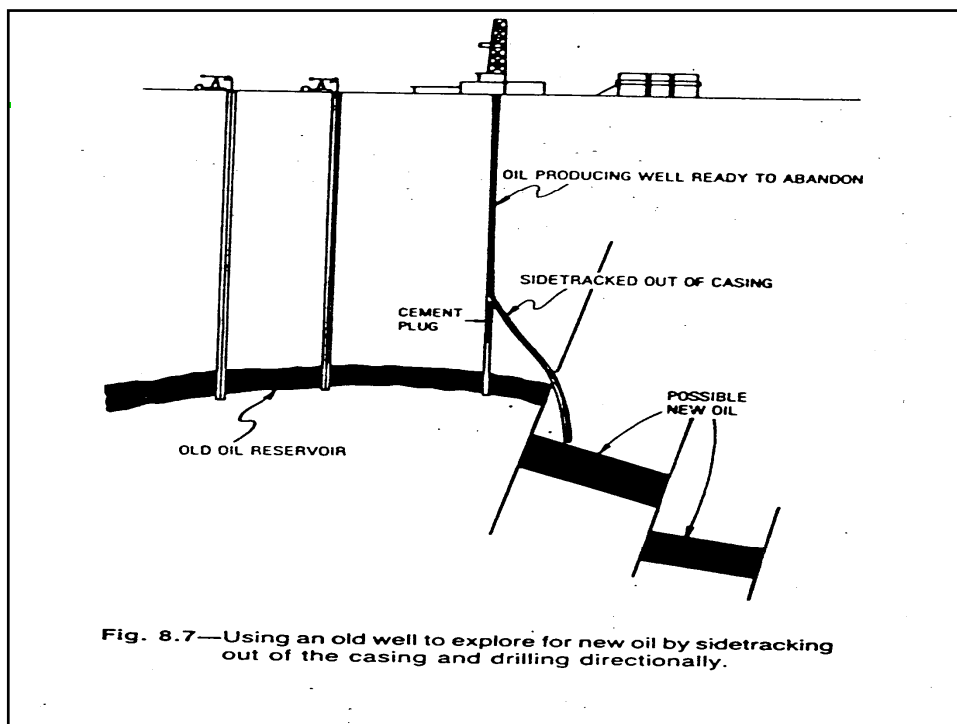 OIL PRODUCING WELL READY TO ABANDON
SIDETRACKED OUT OF CASING
CEMENT
PLUG
POSSIBLE
NEW OIL
OLD OIL RESERVOIR
Fig. 8.7—Using an old well to explore for new oil by sidetracking
out of the casing and drilling directionally.